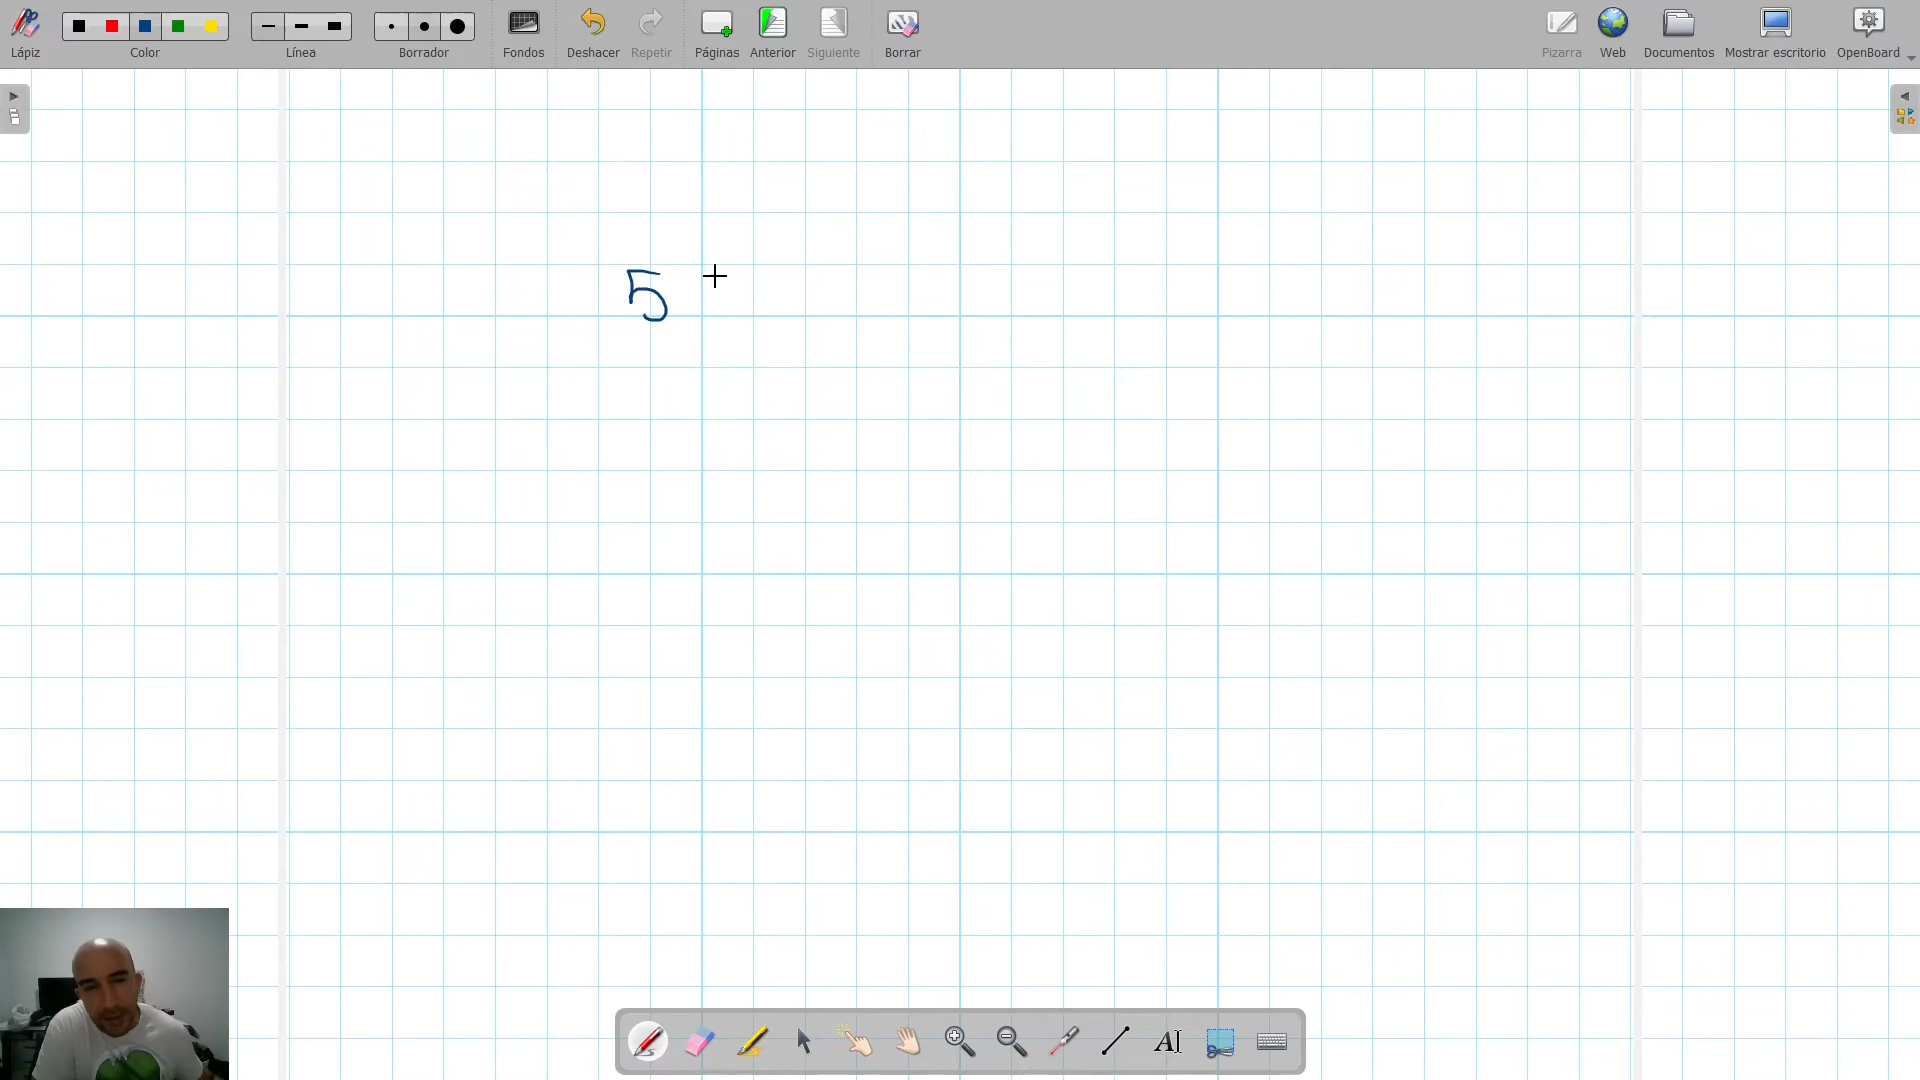 Lápiz Color Línea Borrador Fondos Deshacer Repetir Páginas Anterior Siguiente Borrar Pizarra Web Documentos Mostrar escritorio OpenBoard
5
A